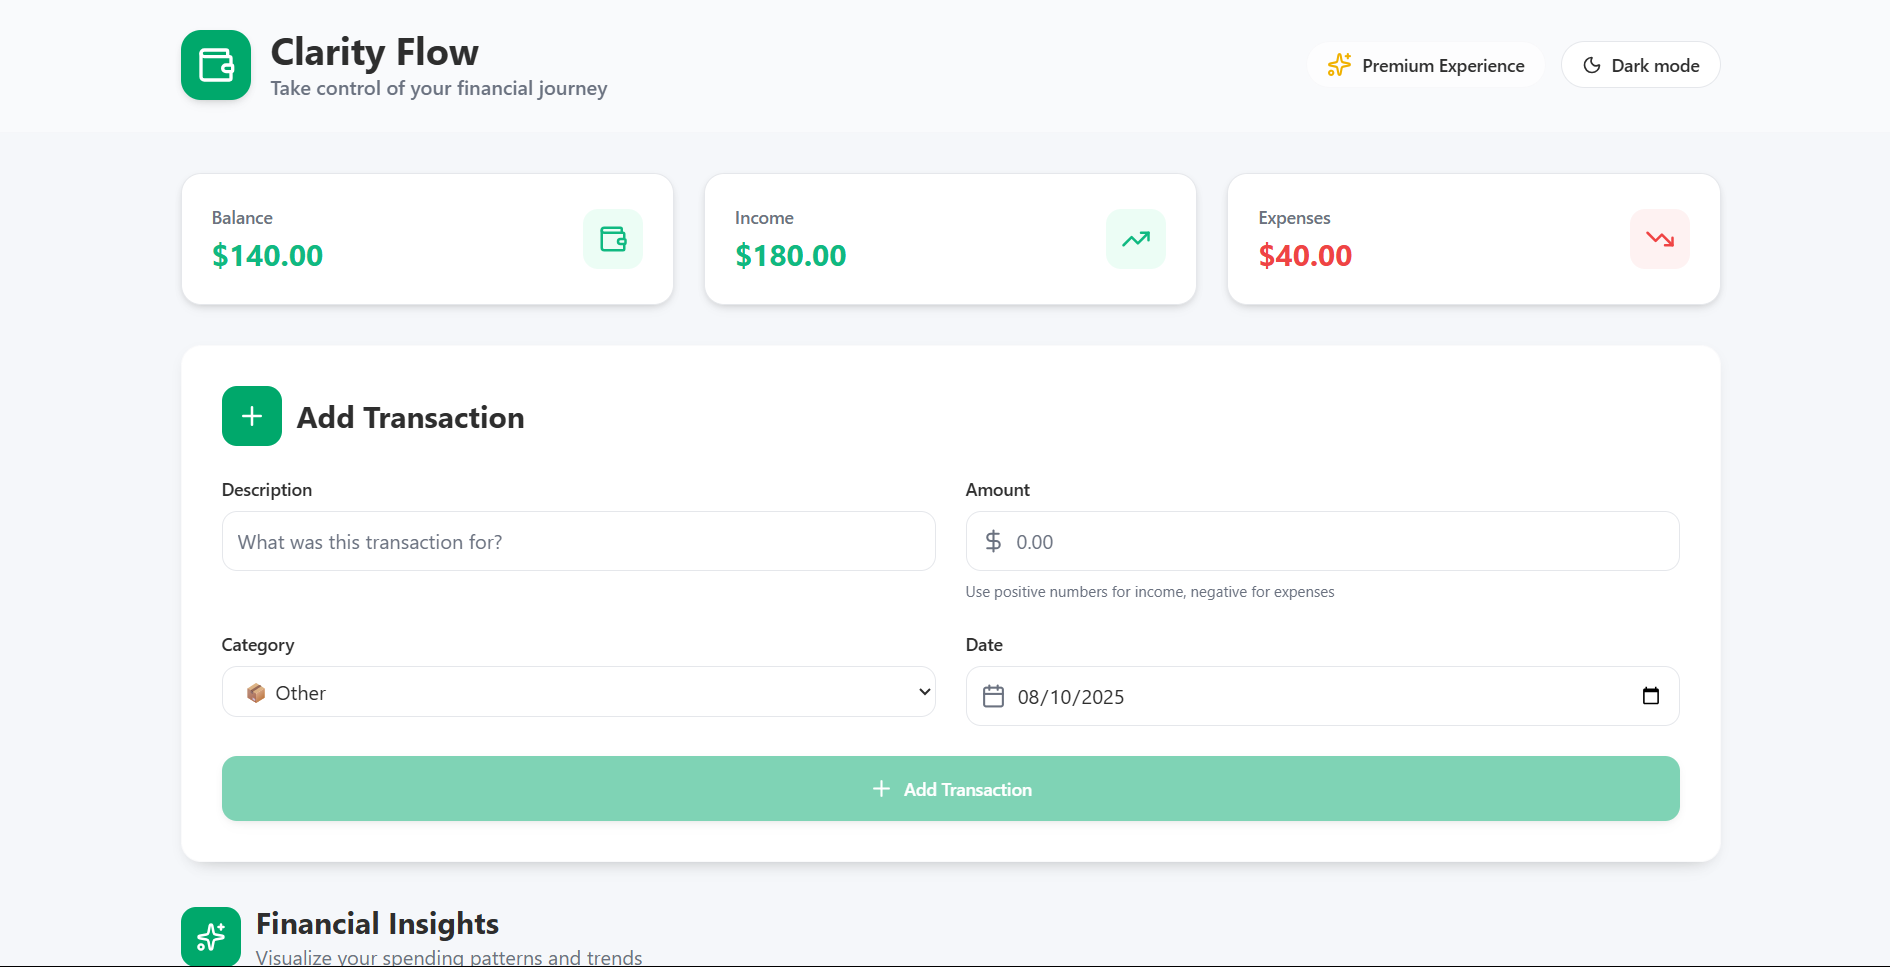 Clarity Flow
Take control of your financial journey
Premium Experience
Dark mode
Balance
$140.00
Income
$180.00
Expenses
$40.00
Add Transaction
Description
What was this transaction for?
Amount
0.00
Use positive numbers for income, negative for expenses
Category
Other
Date
08/10/2025
Add Transaction
Financial Insights
Visualize your spending patterns and trends